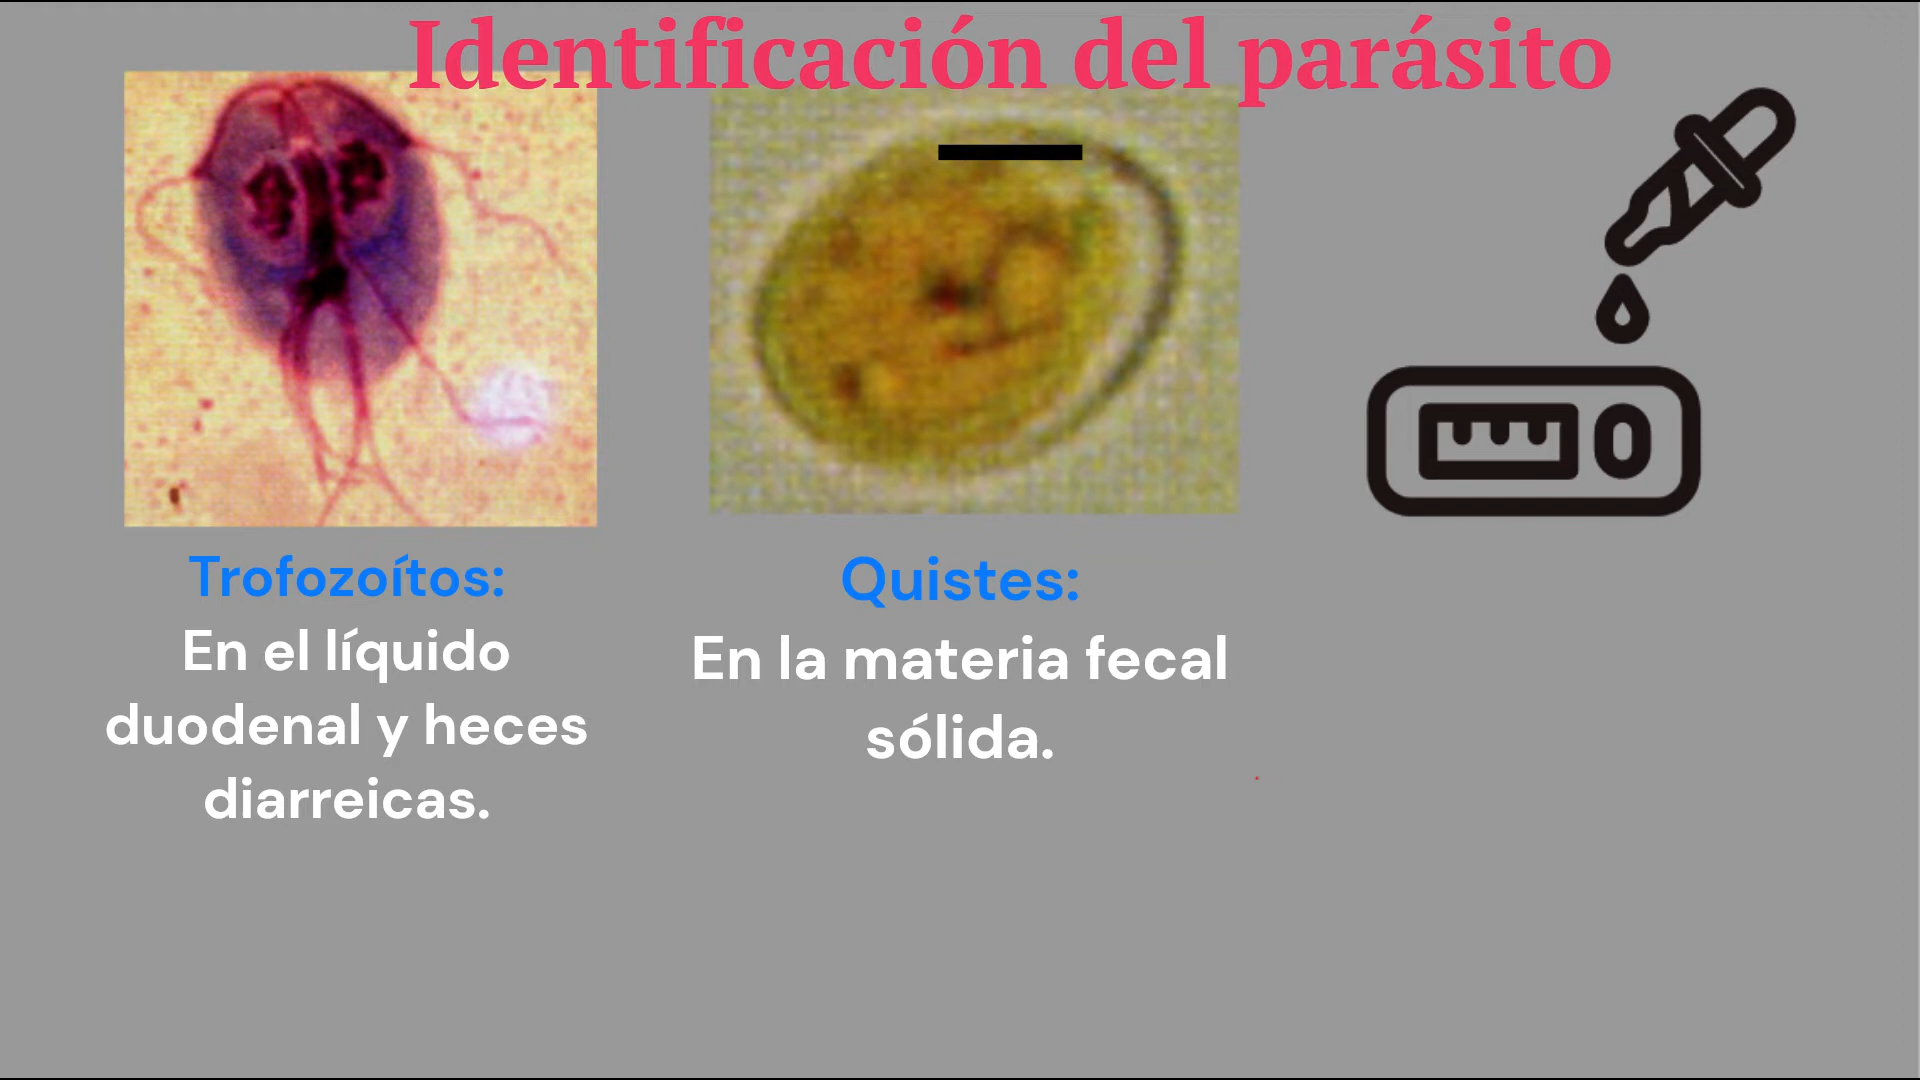 Identificación del parásito
Trofozoítos:
En el líquido
duodenal y heces
diarreicas.
Quistes:
En la materia fecal
sólida.